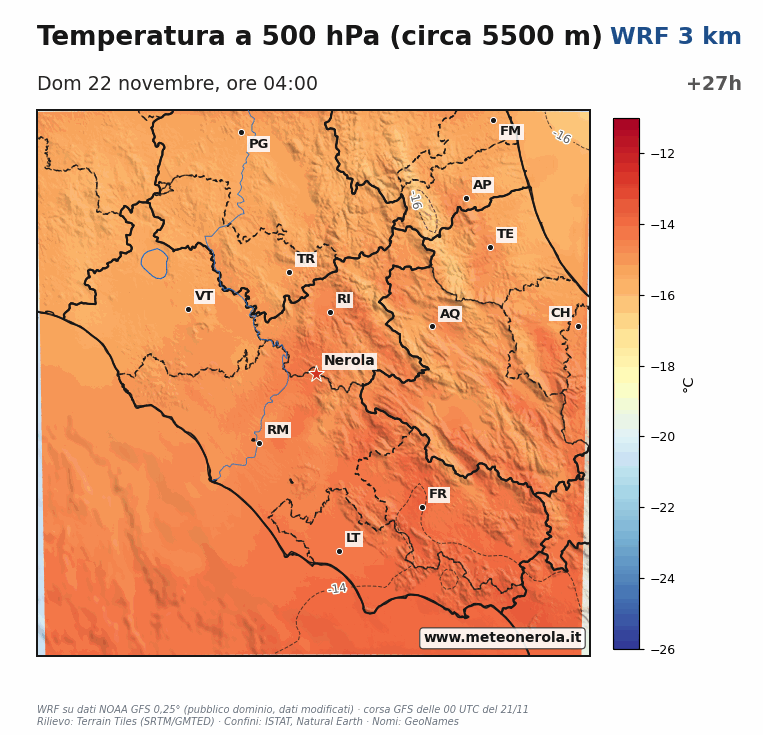 Temperatura a 500 hPa (circa 5500 m) WRF 3 km
Dom 22 novembre, ore 04:00 +27h
FM
-16
PG
AP
-16
TE
TR
VT
RI
AQ
CH
Nerola
RM
FR
LT
-14
www.meteonerola.it
−12
−14
−16
−18
−20
−22
−24
−26
°C
WRF su dati NOAA GFS 0,25° (pubblico dominio, dati modificati) · corsa GFS delle 00 UTC del 21/11
Rilievo: Terrain Tiles (SRTM/GMTED) · Confini: ISTAT, Natural Earth · Nomi: GeoNames